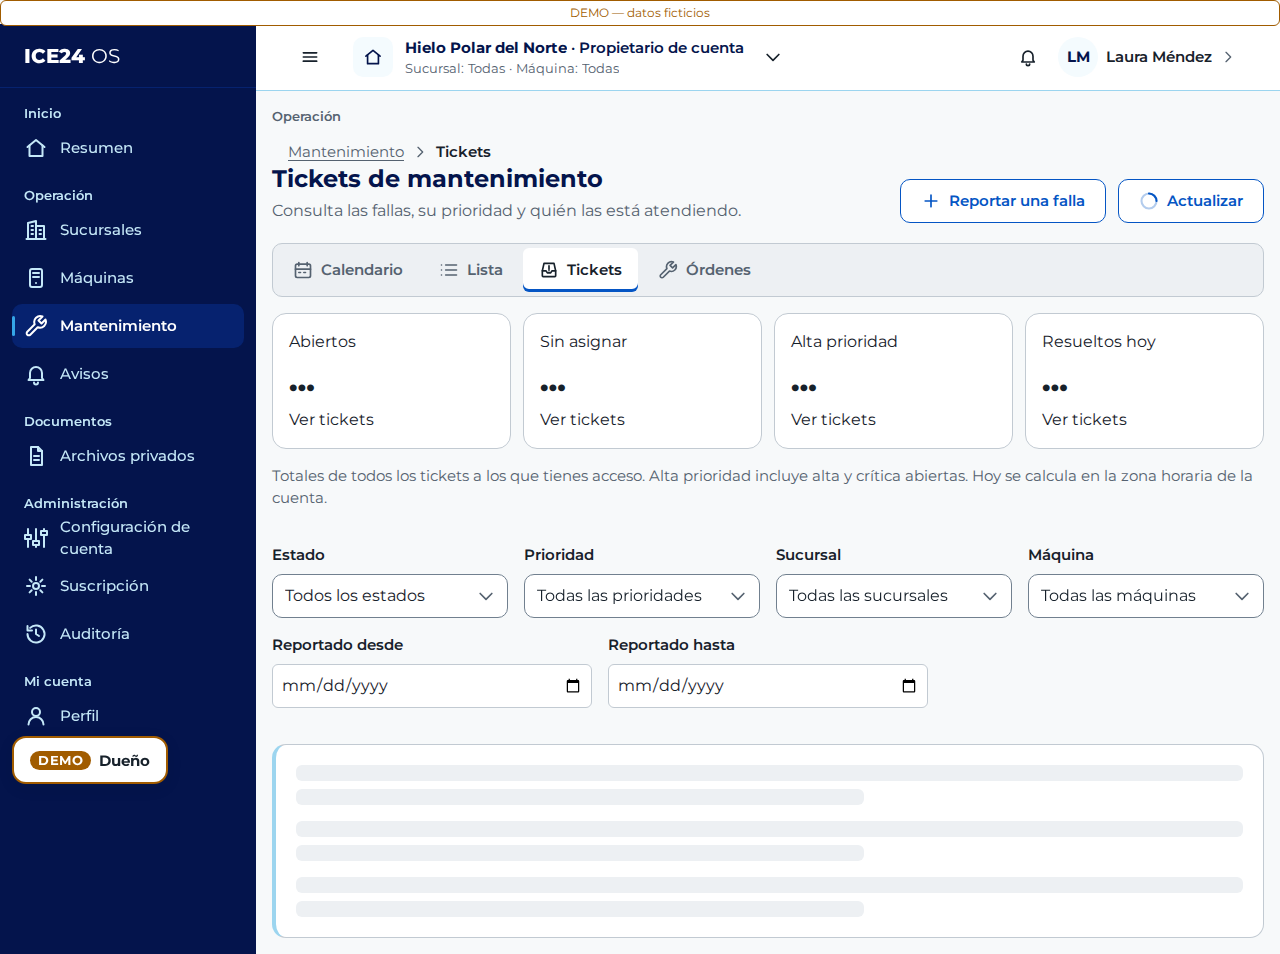 DEMO — datos ficticios
ICE24 OS
Hielo Polar del Norte · Propietario de cuenta
Sucursal: Todas · Máquina: Todas
LM Laura Méndez
Inicio
Resumen
Operación
Sucursales
Máquinas
Mantenimiento
Avisos
Documentos
Archivos privados
Administración
Configuración de
cuenta
Suscripción
Auditoría
Mi cuenta
Perfil
DEMO Dueño
Operación
Mantenimiento > Tickets
Tickets de mantenimiento
Consulta las fallas, su prioridad y quién las está atendiendo.
Reportar una falla
Actualizar
Calendario Lista Tickets Órdenes
Abiertos
•••
Ver tickets
Sin asignar
•••
Ver tickets
Alta prioridad
•••
Ver tickets
Resueltos hoy
•••
Ver tickets
Totales de todos los tickets a los que tienes acceso. Alta prioridad incluye alta y crítica abiertas. Hoy se calcula en la zona horaria de la
cuenta.
Estado
Todos los estados
Prioridad
Todas las prioridades
Sucursal
Todas las sucursales
Máquina
Todas las máquinas
Reportado desde
mm/dd/yyyy
Reportado hasta
mm/dd/yyyy